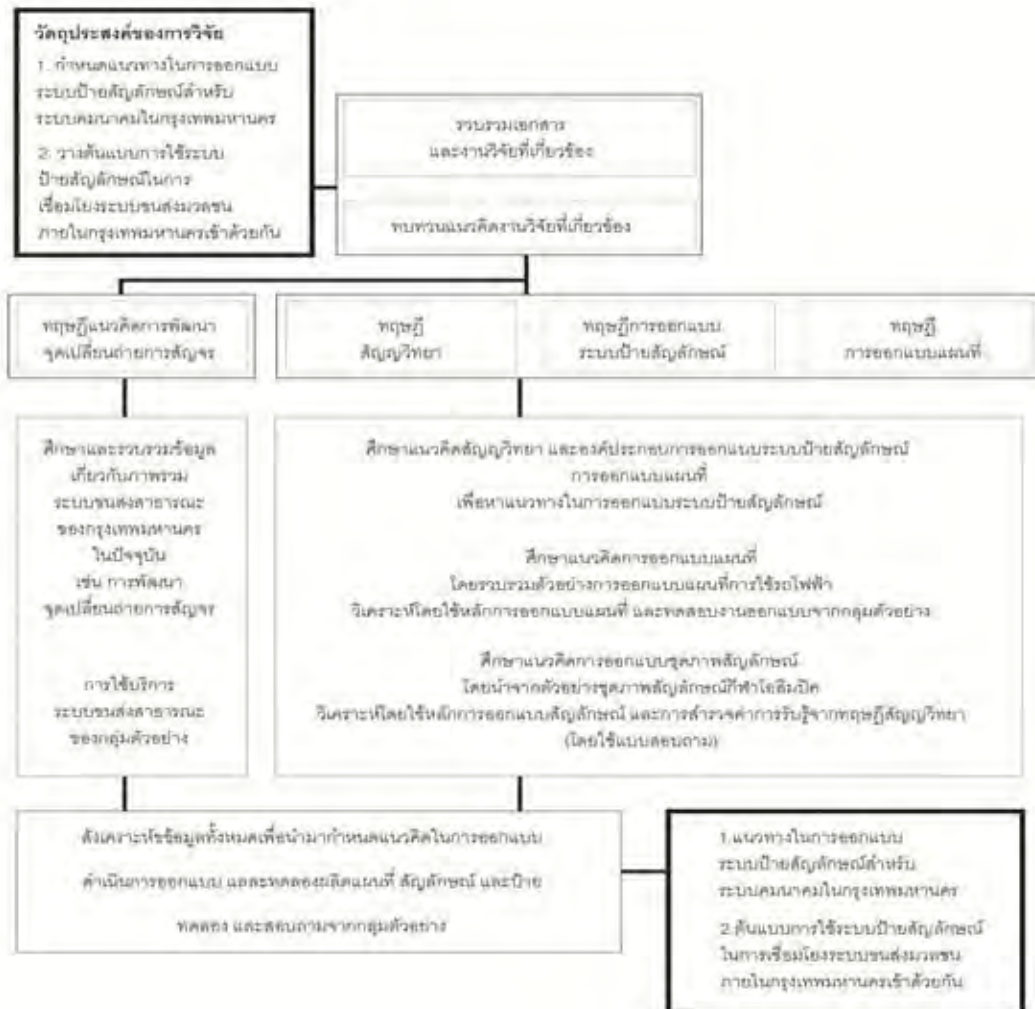 วัตถุประสงค์ของการวิจัย
1. กำหนดแนวทางในการออกแบบ
ระบบป้ายสัญลักษณ์สำหรับ
ระบบคมนาคมในกรุงเทพมหานคร
2. วางต้นแบบการใช้ระบบ
ป้ายสัญลักษณ์ในการ
เชื่อมโยงระบบขนส่งมวลชน
ภายในกรุงเทพมหานครเข้าด้วยกัน
รวบรวมเอกสาร
และงานวิจัยที่เกี่ยวข้อง
ทบทวนแนวคิดงานวิจัยที่เกี่ยวข้อง
ทฤษฎีแนวคิดการพัฒนา
จุดเปลี่ยนถ่ายการสัญจร
ทฤษฎี
สัญญวิทยา
ทฤษฎีการออกแบบ
ระบบป้ายสัญลักษณ์
ทฤษฎี
การออกแบบแผนที่
ศึกษาและรวบรวมข้อมูล
เกี่ยวกับภาพรวม
ระบบขนส่งสาธารณะ
ของกรุงเทพมหานคร
ในปัจจุบัน
เช่น การพัฒนา
จุดเปลี่ยนถ่ายการสัญจร
การใช้บริการ
ระบบขนส่งสาธารณะ
ของกลุ่มตัวอย่าง
ศึกษาแนวคิดสัญญวิทยา และองค์ประกอบการออกแบบระบบป้ายสัญลักษณ์
การออกแบบแผนที่
เพื่อหาแนวทางในการออกแบบระบบป้ายสัญลักษณ์
ศึกษาแนวคิดการออกแบบแผนที่
โดยรวบรวมตัวอย่างการออกแบบแผนที่การใช้รถไฟฟ้า
วิเคราะห์โดยใช้หลักการออกแบบแผนที่ และทดสอบงานออกแบบจากกลุ่มตัวอย่าง
ศึกษาแนวคิดการออกแบบชุดภาพสัญลักษณ์
โดยนำจากตัวอย่างชุดภาพสัญลักษณ์กีฬาโอลิมปิค
วิเคราะห์โดยใช้หลักการออกแบบสัญลักษณ์ และการสำรวจค่าการรับรู้จากทฤษฎีสัญญวิทยา
(โดยใช้แบบสอบถาม)
สังเคราะห์ข้อมูลทั้งหมดเพื่อนำมากำหนดแนวคิดในการออกแบบ
ดำเนินการออกแบบ และทดลองผลิตแผนที่ สัญลักษณ์ และป้าย
ทดลอง และสอบถามจากกลุ่มตัวอย่าง
1.แนวทางในการออกแบบ
ระบบป้ายสัญลักษณ์สำหรับ
ระบบคมนาคมในกรุงเทพมหานคร
2.ต้นแบบการใช้ระบบป้ายสัญลักษณ์
ในการเชื่อมโยงระบบขนส่งมวลชน
ภายในกรุงเทพมหานครเข้าด้วยกัน